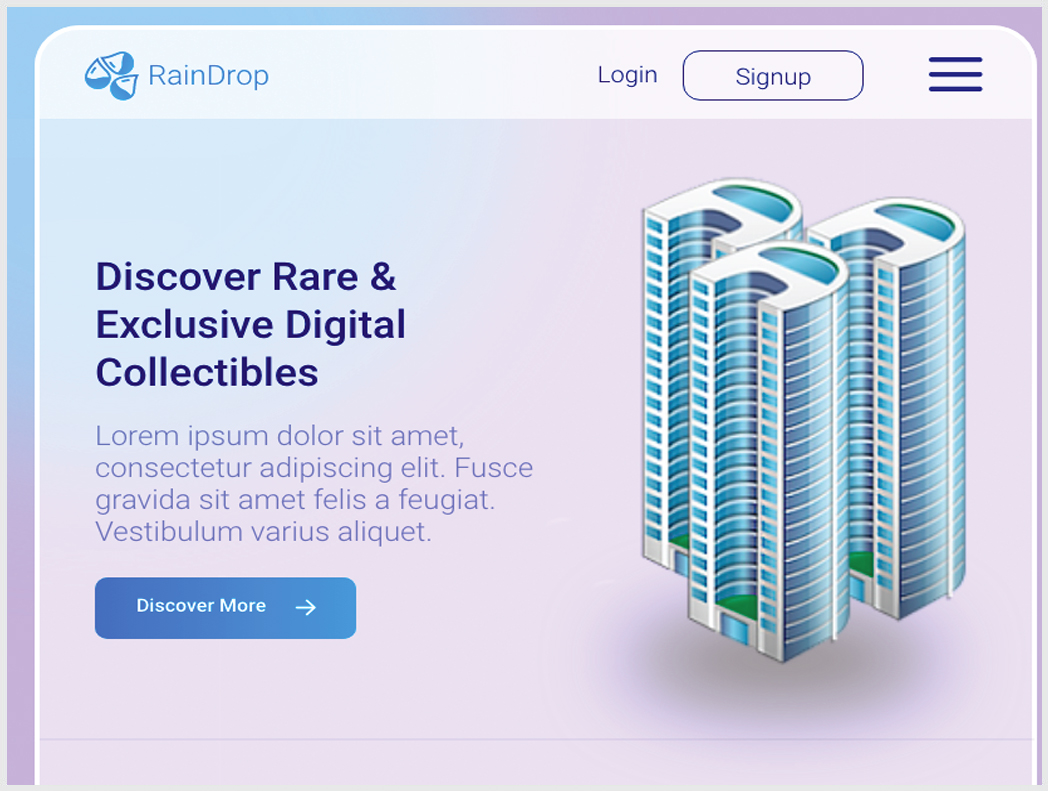 RainDrop
Login
Signup
Discover Rare &
Exclusive Digital
Collectibles
Lorem ipsum dolor sit amet,
consectetur adipiscing elit. Fusce
gravida sit amet felis a feugiat.
Vestibulum varius aliquet.
Discover More